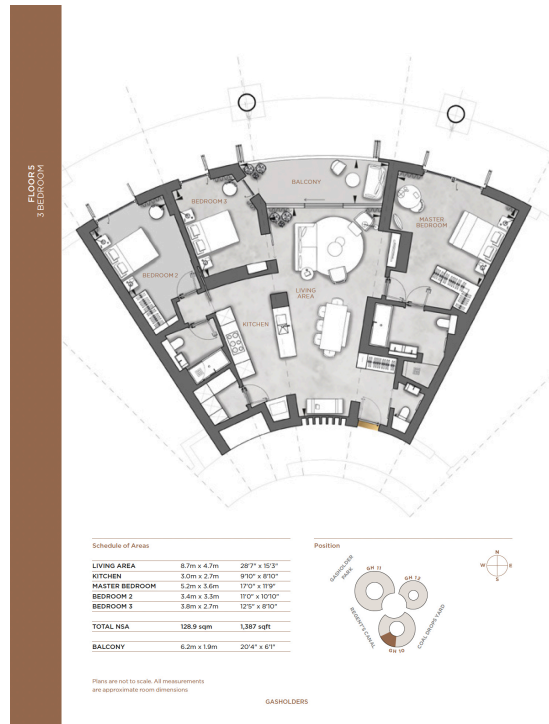 FLOOR 5
3 BEDROOM
BALCONY
BEDROOM 3
MASTER
BEDROOM
BEDROOM 2
LIVING
AREA
KITCHEN
Schedule of Areas
LIVING AREA 8.7m x 4.7m 28'7" x 15'3"
KITCHEN 3.0m x 2.7m 9'10" x 8'10"
MASTER BEDROOM 5.2m x 3.6m 17'0" x 11'9"
BEDROOM 2 3.4m x 3.3m 11'0" x 10'10"
BEDROOM 3 3.8m x 2.7m 12'5" x 8'10"
TOTAL NSA 128.9 sqm 1,387 sqft
BALCONY 6.2m x 1.9m 20'4" x 6'1"
Position
GASHOLDER
PARK
GH 11
GH 12
REGENT'S CANAL
COAL DROPS YARD
GH 10
N
W
E
S
Plans are not to scale. All measurements
are approximate room dimensions
GASHOLDERS